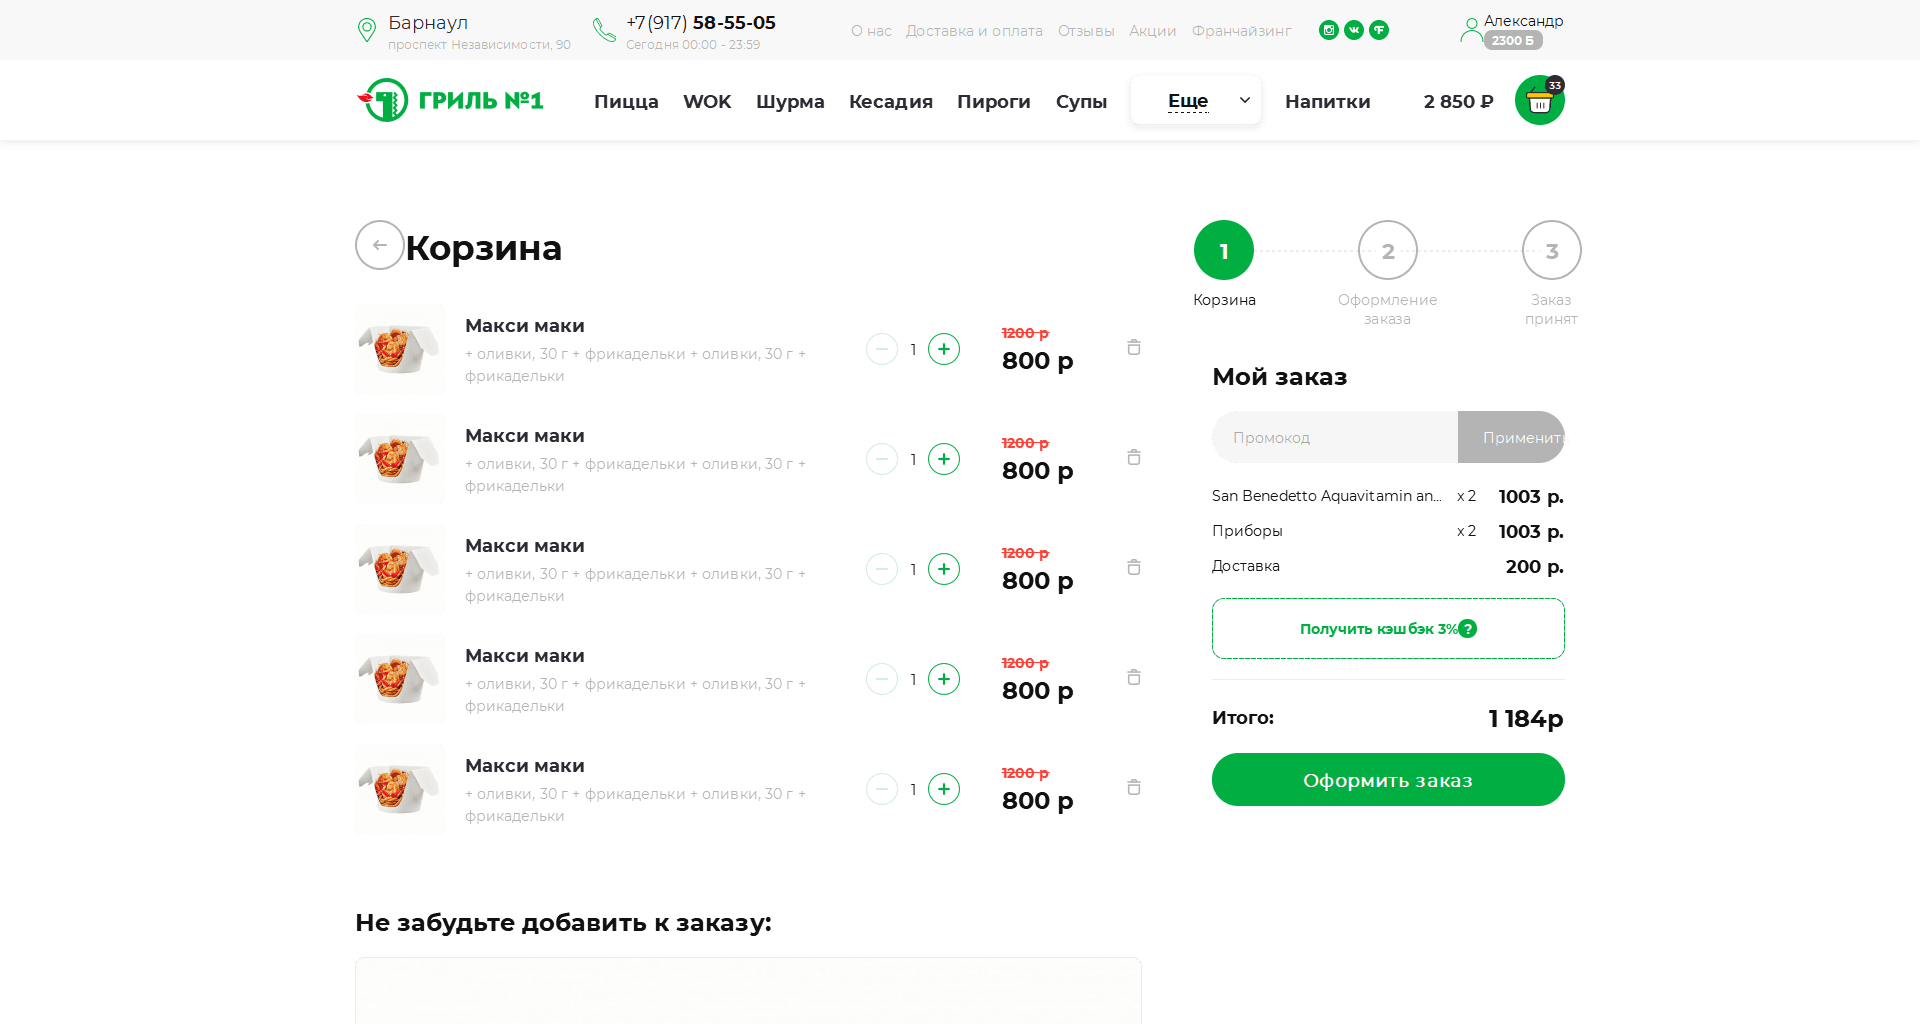 Барнаул
проспект Независимости, 90
+7(917) 58-55-05
Сегодня 00:00 - 23:59
О нас Доставка и оплата Отзывы Акции Франчайзинг
Александр
2300 Б
ГРИЛЬ №1
Пицца WOK Шурма Кесадия Пироги Супы Еще Напитки
2 850 ₽
33
Корзина
Макси маки
+ оливки, 30 г + фрикадельки + оливки, 30 г +
фрикадельки
1
1200 р
800 р
Макси маки
+ оливки, 30 г + фрикадельки + оливки, 30 г +
фрикадельки
1
1200 р
800 р
Макси маки
+ оливки, 30 г + фрикадельки + оливки, 30 г +
фрикадельки
1
1200 р
800 р
Макси маки
+ оливки, 30 г + фрикадельки + оливки, 30 г +
фрикадельки
1
1200 р
800 р
Макси маки
+ оливки, 30 г + фрикадельки + оливки, 30 г +
фрикадельки
1
1200 р
800 р
Не забудьте добавить к заказу:
1
Корзина
2
Оформление
заказа
3
Заказ
принят
Мой заказ
Промокод
Применить
San Benedetto Aquavitamin an... x 2 1003 р.
Приборы x 2 1003 р.
Доставка 200 р.
Получить кэшбэк 3% ?
Итого: 1 184р
Оформить заказ